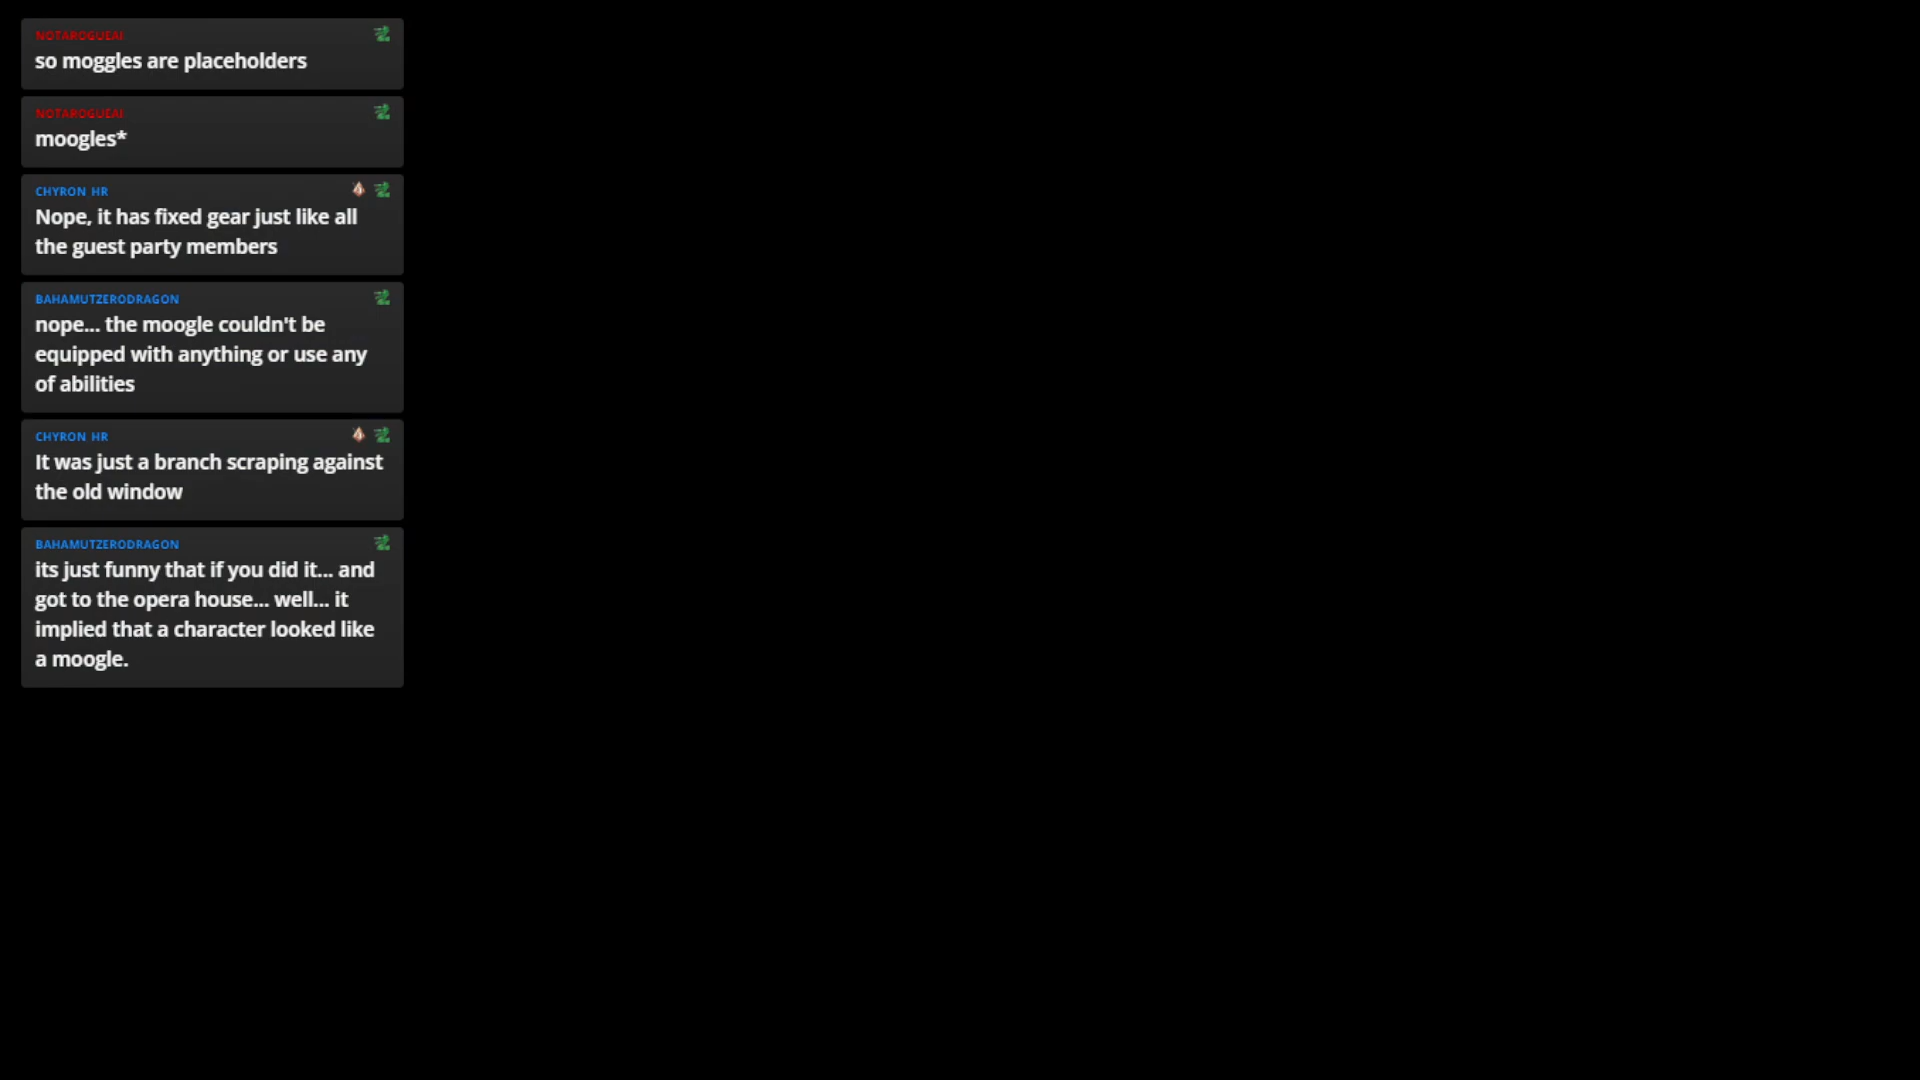 NOTAROGUEAI
so moggles are placeholders
NOTAROGUEAI
moogles*
CHYRON HR
Nope, it has fixed gear just like all
the guest party members
BAHAMUTZERODRAGON
nope... the moogle couldn't be
equipped with anything or use any
of abilities
CHYRON HR
It was just a branch scraping against
the old window
BAHAMUTZERODRAGON
its just funny that if you did it... and
got to the opera house... well... it
implied that a character looked like
a moogle.